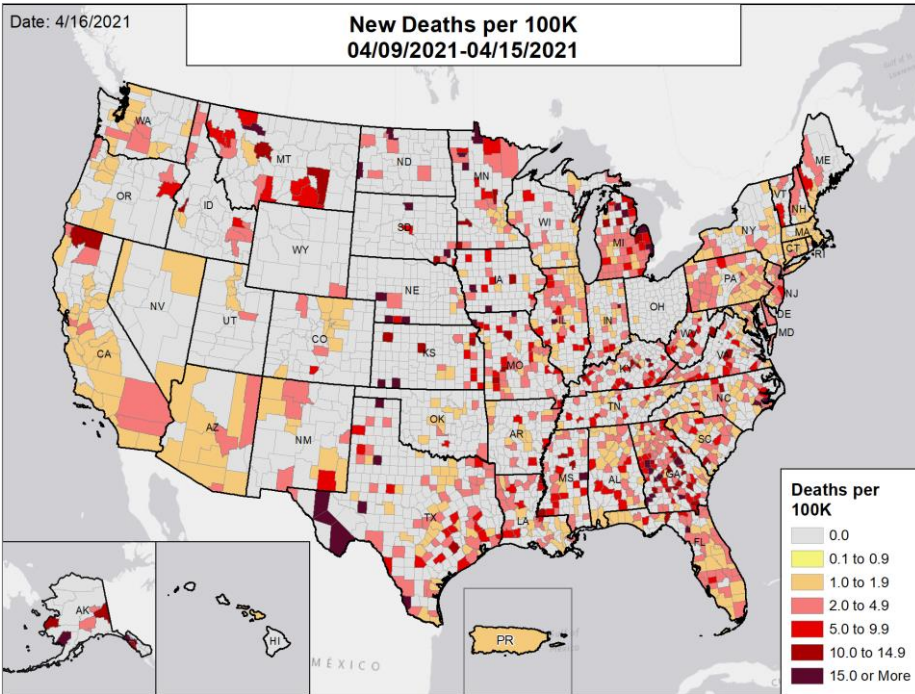 Date: 4/16/2021
New Deaths per 100K
04/09/2021-04/15/2021
WA
MT
ND
MN
ME
OR
ID
SD
WI
MI
VT
NH
NY
MA
CT
RI
WY
IA
NE
PA
NJ
NV
UT
CO
IL
IN
OH
DE
MD
WV
VA
CA
KS
MO
KY
AZ
NM
OK
AR
TN
NC
SC
MS
AL
GA
TX
LA
FL
AK
HI
PR
MÉXICO
Deaths per
100K
0.0
0.1 to 0.9
1.0 to 1.9
2.0 to 4.9
5.0 to 9.9
10.0 to 14.9
15.0 or More